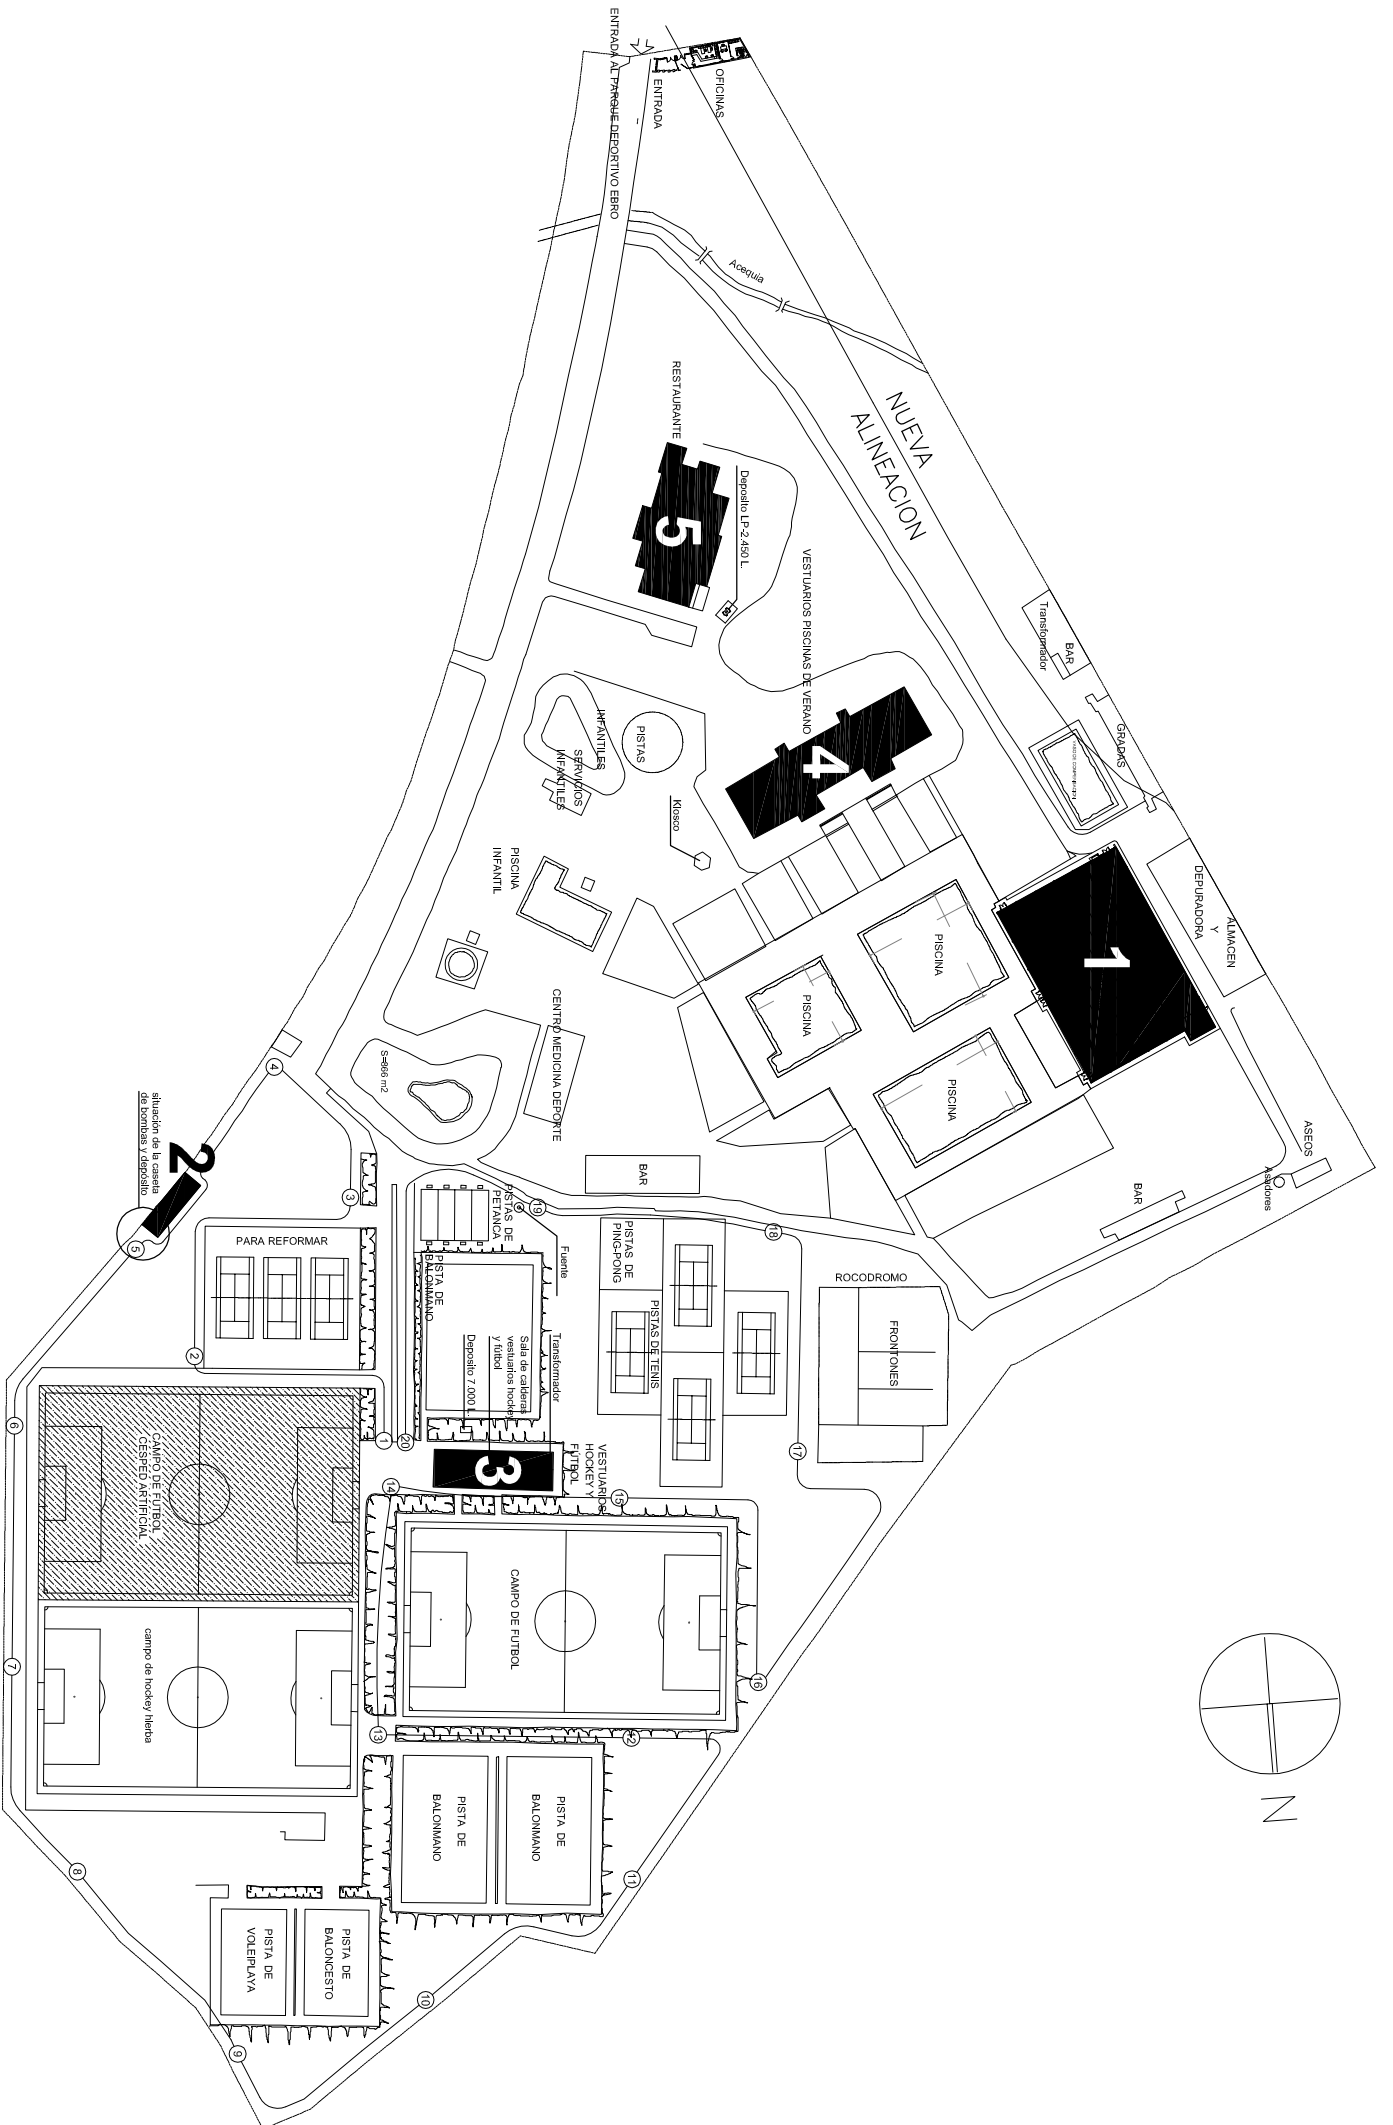 ENTRADA AL PARQUE DEPORTIVO EBRO
ENTRADA
OFICINAS
Acequia
NUEVA
ALINEACION
RESTAURANTE
5
Deposito LP-2.450 L.
VESTUARIOS PISCINAS DE VERANO
4
BAR
Transformador
GRADAS
1
ALMACEN
Y
DEPURADORA
PISTAS
INFANTILES
SERVICIOS
INFANTILES
Kiosco
PISCINA
INFANTIL
PISCINA
PISCINA
PISCINA
CENTRO MEDICINA DEPORTE
S=866 m2
ASEOS
Asadores
BAR
BAR
situación de la caseta
de bombas y depósito
2
4
3
5
PARA REFORMAR
PISTAS DE
PETANCA
19
Fuente
PISTA DE
BALONMANO
Transformador
Sala de calderas
vestuarios hockey
y fútbol
Deposito 7.000 L.
PISTAS DE
PING-PONG
PISTAS DE TENIS
18
ROCODROMO
FRONTONES
17
2
6
1
20
3
VESTUARIOS
HOCKEY Y
FUTBOL
14
15
CAMPO DE FUTBOL
CESPED ARTIFICIAL
CAMPO DE FUTBOL
16
campo de hockey hierba
7
13
12
N
PISTA DE
BALONMANO
PISTA DE
BALONMANO
11
8
PISTA DE
VOLEIPLAYA
PISTA DE
BALONCESTO
10
9